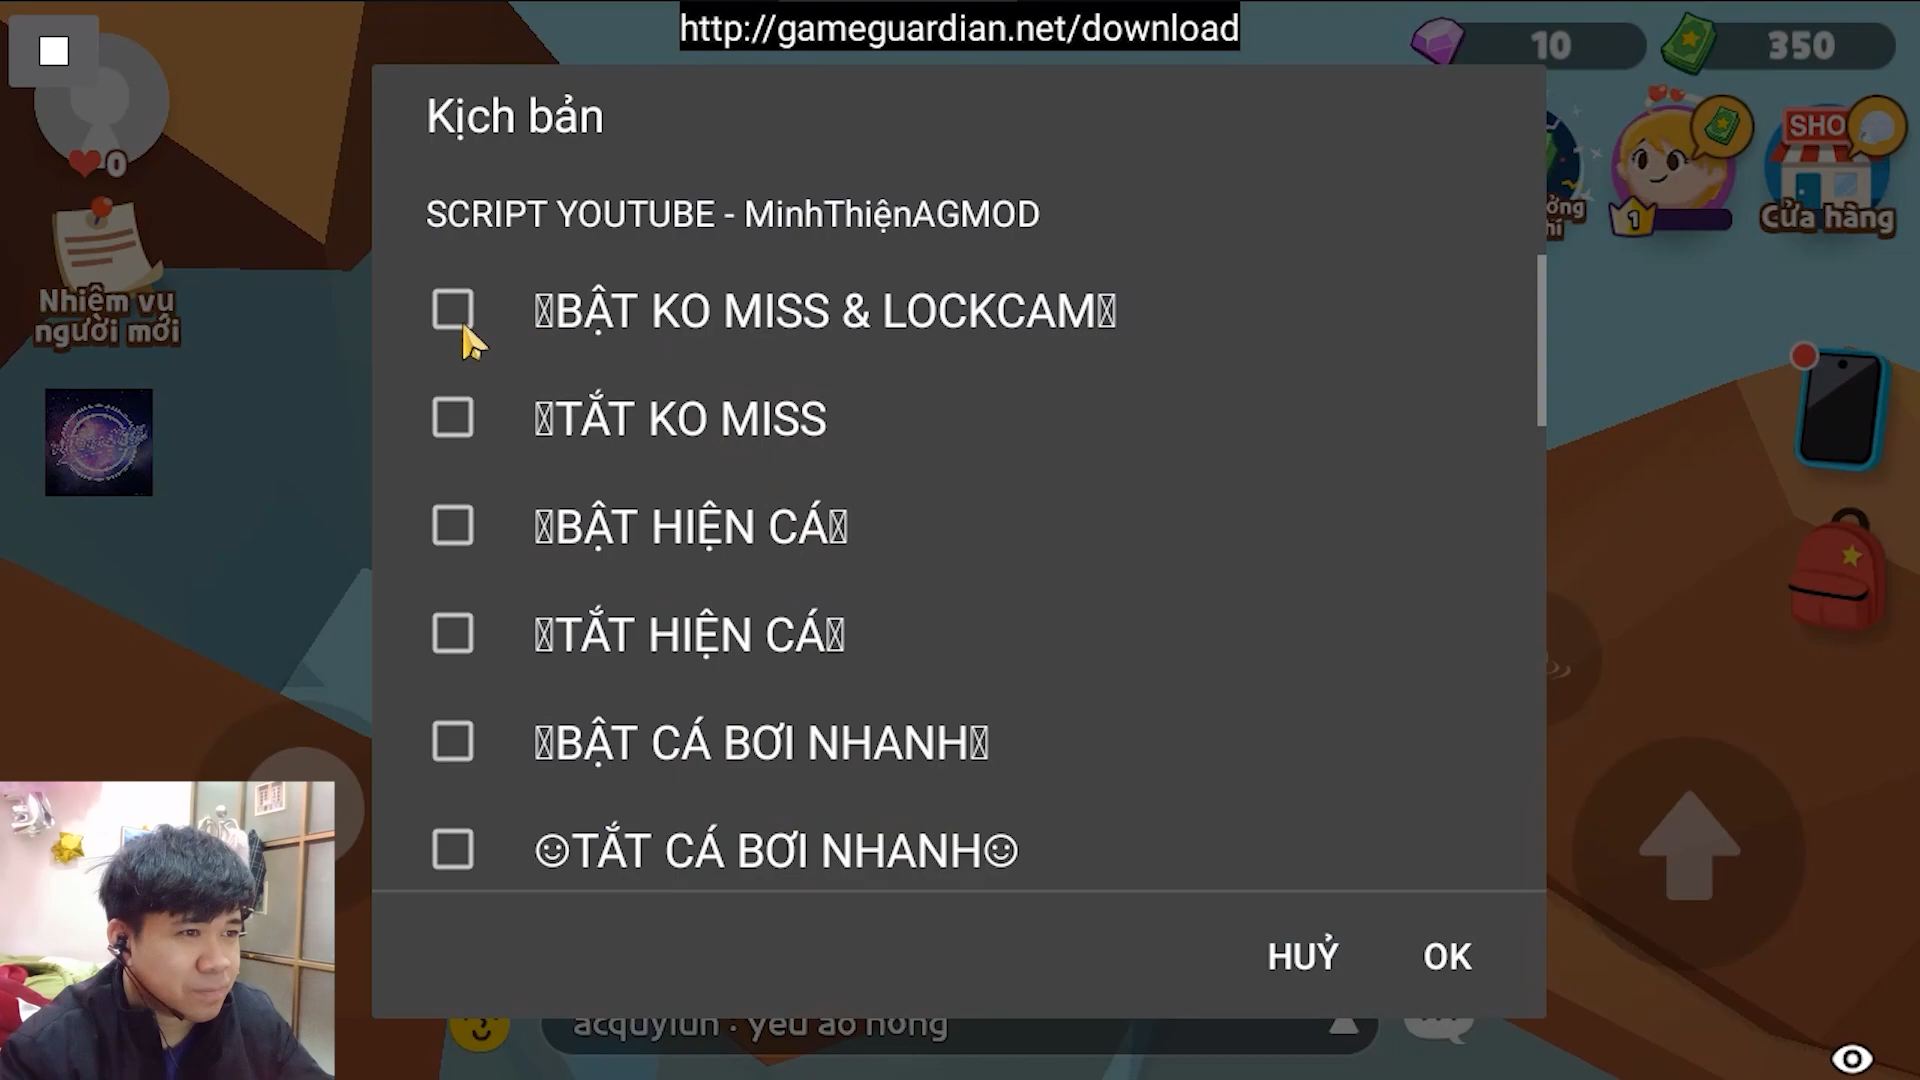 http://gameguardian.net/download
10
350
0
Nhiệm vụ
người mới
SHO
1
Cửa hàng
Kịch bản
SCRIPT YOUTUBE - MinhThiệnAGMOD
BẬT KO MISS & LOCKCAM
TẮT KO MISS
BẬT HIỆN CÁ
TẮT HIỆN CÁ
BẬT CÁ BƠI NHANH
☺TẮT CÁ BƠI NHANH☺
HUỶ
OK